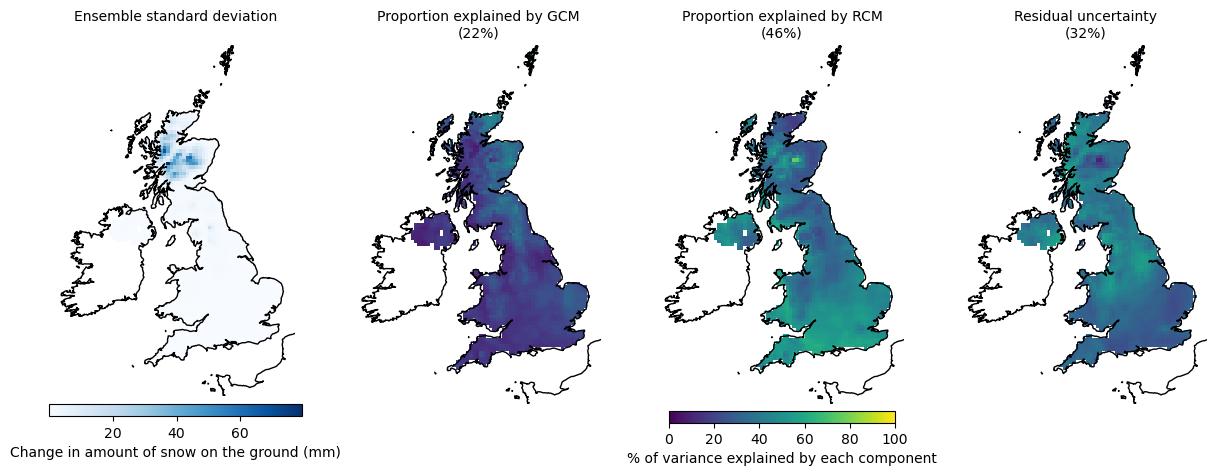 Ensemble standard deviation
Proportion explained by GCM
(22%)
Proportion explained by RCM
(46%)
Residual uncertainty
(32%)
20 40 60
Change in amount of snow on the ground (mm)
0 20 40 60 80 100
% of variance explained by each component